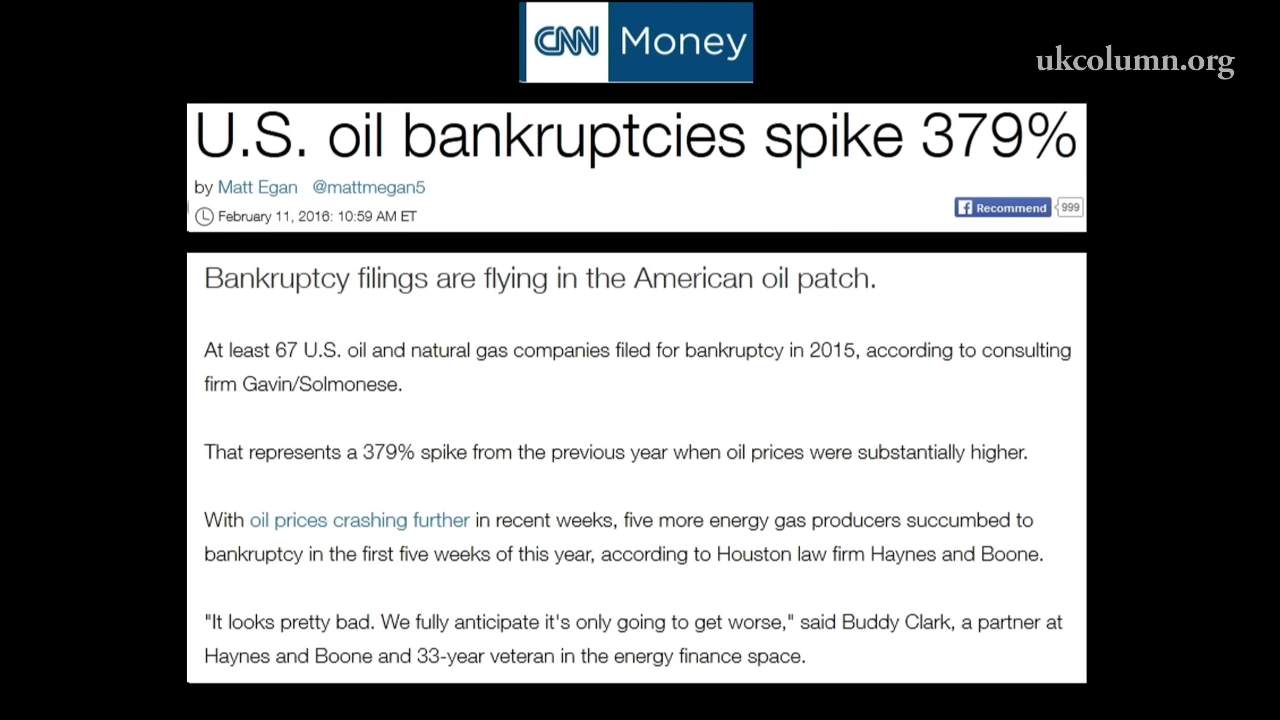 CNN Money
ukcolumn.org
U.S. oil bankruptcies spike 379%
by Matt Egan @mattmegan5
February 11, 2016: 10:59 AM ET
Recommend 999
Bankruptcy filings are flying in the American oil patch.
At least 67 U.S. oil and natural gas companies filed for bankruptcy in 2015, according to consulting
firm Gavin/Solmonese.
That represents a 379% spike from the previous year when oil prices were substantially higher.
With oil prices crashing further in recent weeks, five more energy gas producers succumbed to
bankruptcy in the first five weeks of this year, according to Houston law firm Haynes and Boone.
"It looks pretty bad. We fully anticipate it's only going to get worse," said Buddy Clark, a partner at
Haynes and Boone and 33-year veteran in the energy finance space.